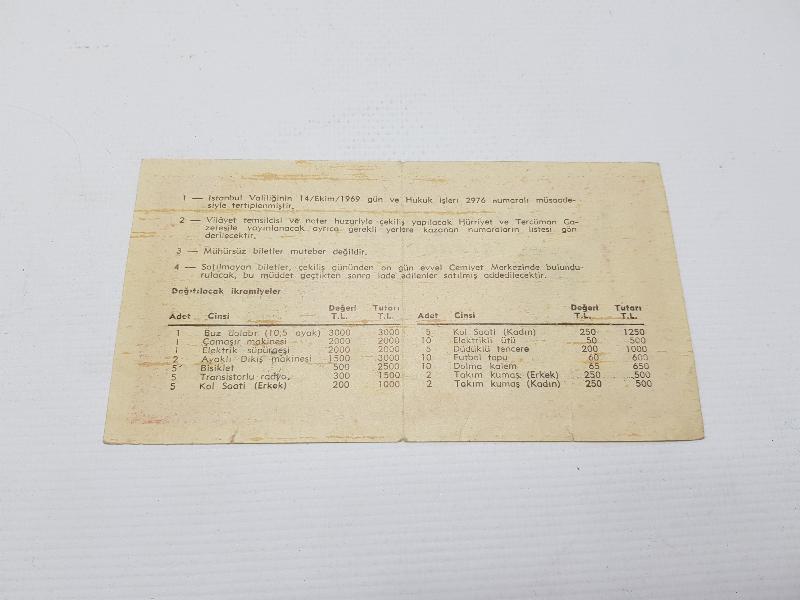 1 — İstanbul Valiliğinin 14/Ekim/1969 gün ve Hukuk işleri 2976 numaralı müsaade-
siyle tertiplenmiştir.
2 — Vilâyet temsilcisi ve noter huzuriyle çekiliş yapılacak Hürriyet ve Tercüman Ga-
zetesile yayınlanacak ayrıca gerekli yerlere kazanan numaraların listesi gön
derilecektir.
3 — Mühürsüz biletler muteber değildir.
4 — Satılmayan biletler, çekiliş gününden on gün evvel Cemiyet Merkezinde bulundu-
rulacak, bu müddet geçtikten sonra iade edilenler satılmış addedilecektir.
Dağıtılacak ikramiyeler
Adet Cinsi Değeri T.L. Tutarı T.L.
1 Buz dolabı (10,5 ayak) 3000 3000
1 Çamaşır makinesi 2000 2000
1 Elektrik süpürgesi 2000 2000
2 Ayaklı Dikiş makinesi 1500 3000
5 Bisiklet 500 2500
5 Transistorlu radyo 300 1500
5 Kol Saati (Erkek) 200 1000
Adet Cinsi Değeri T.L. Tutarı T.L.
5 Kol Saati (Kadın) 250 1250
10 Elektrikli ütü 50 500
5 Düdüklü tencere 200 1000
10 Futbol topu 60 600
10 Dolma kalem 65 650
2 Takım kumaş (Erkek) 250 500
2 Takım kumaş (Kadın) 250 500